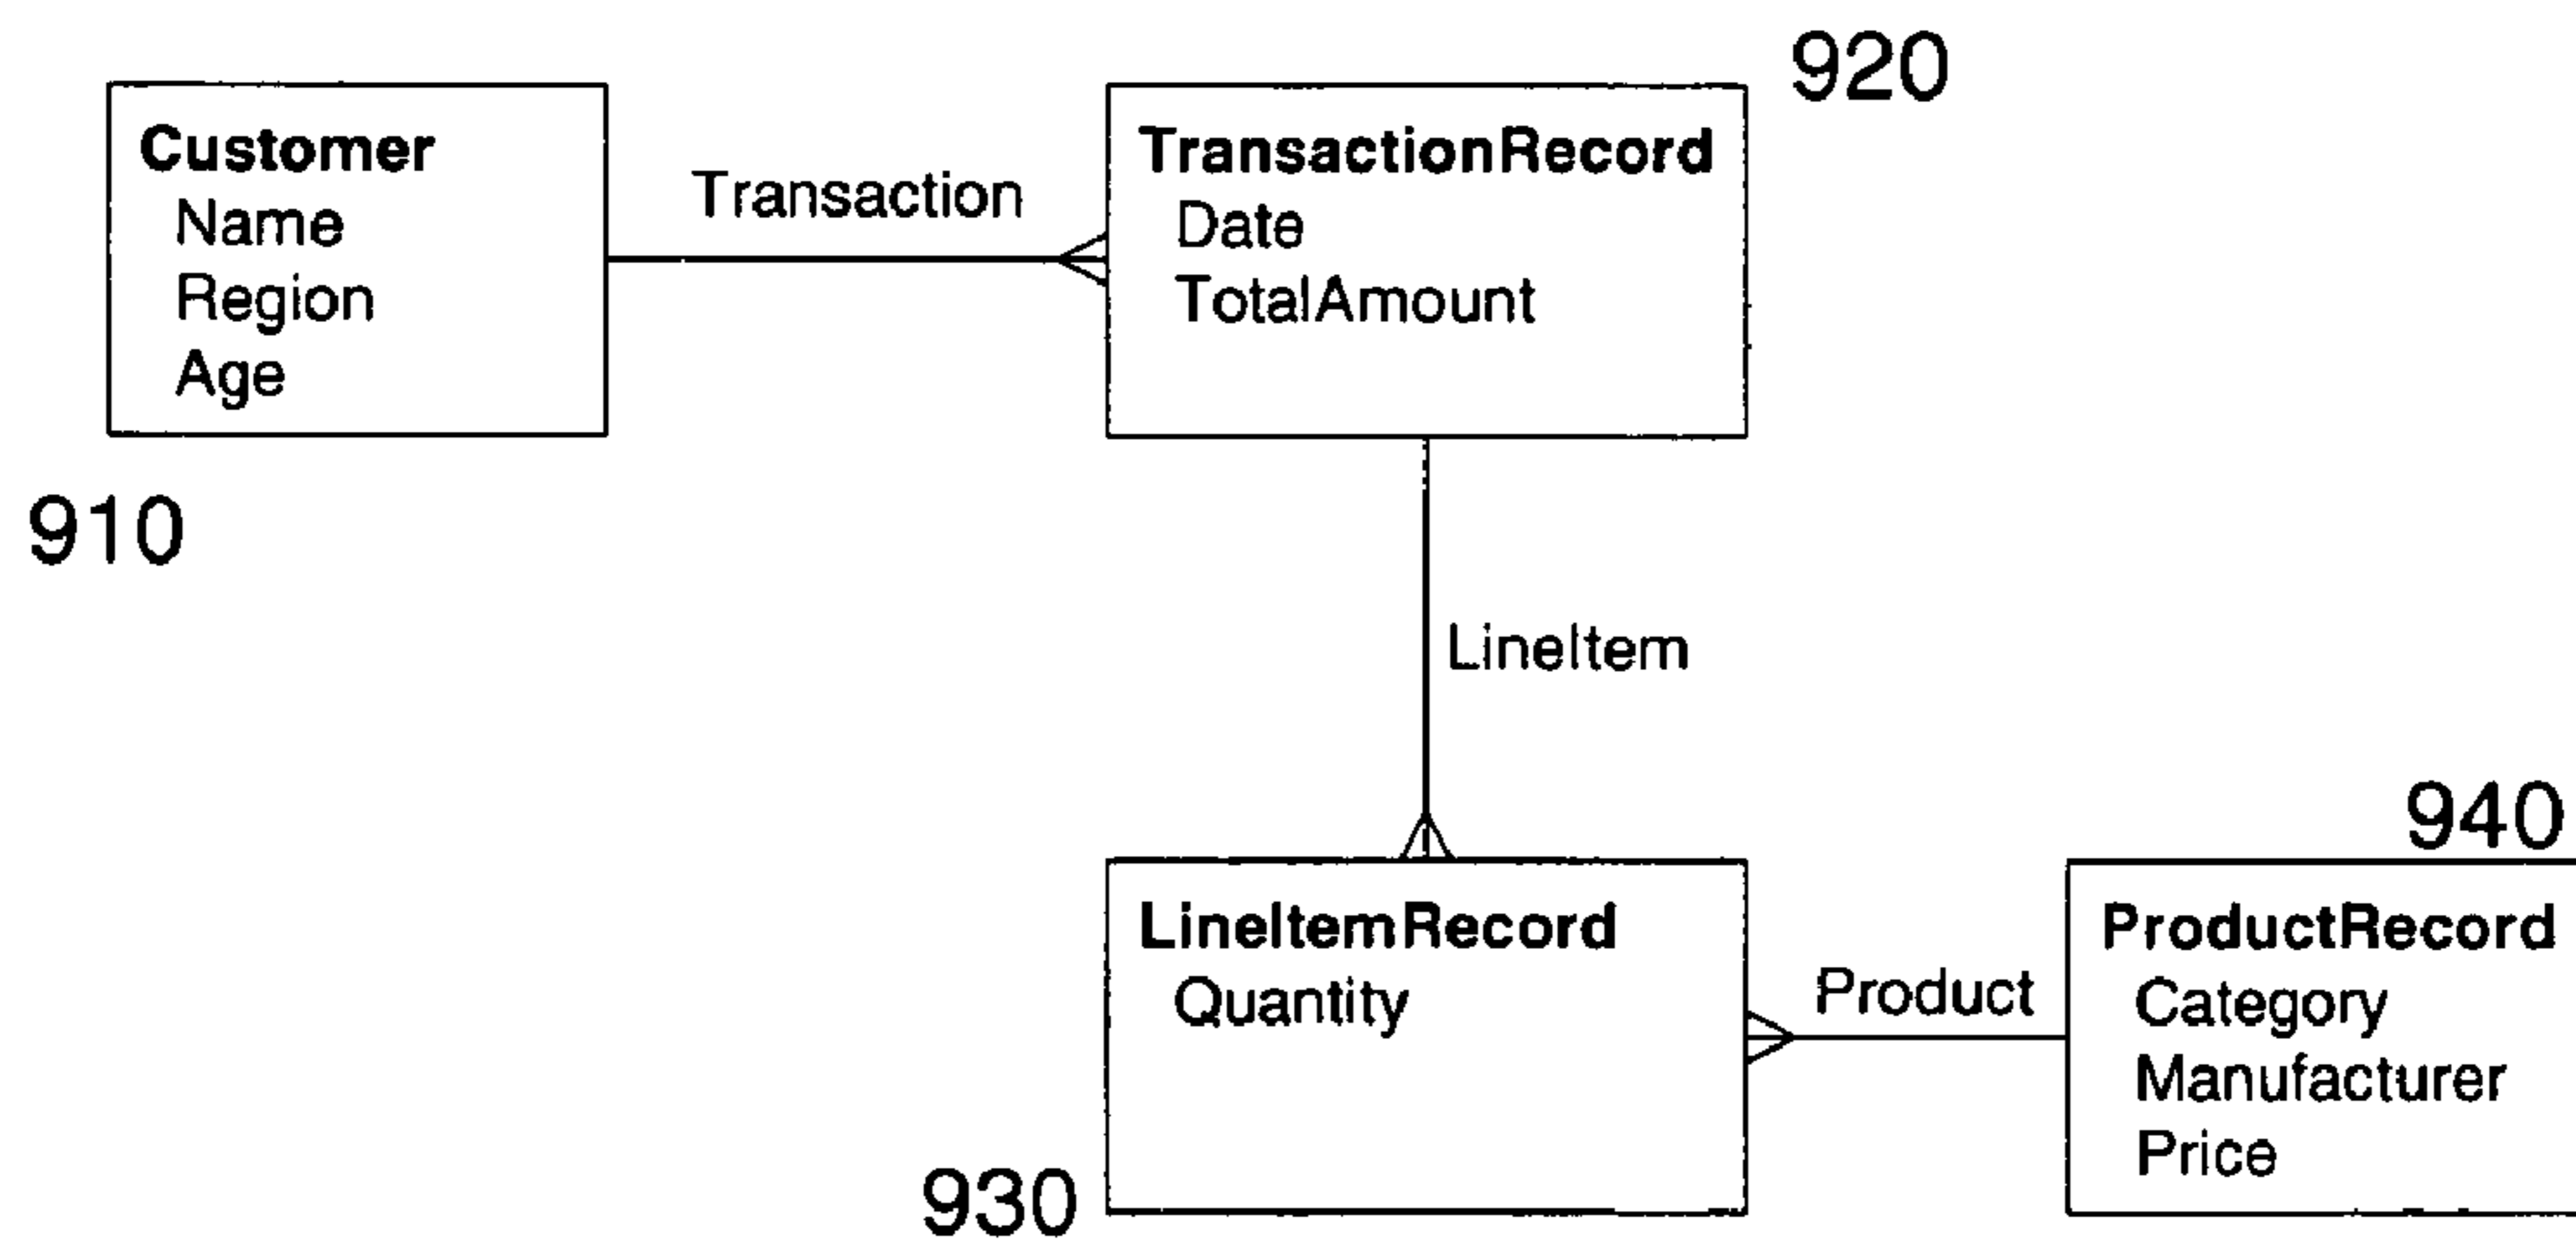 920
Customer
Name
Region
Age
Transaction
TransactionRecord
Date
TotalAmount
910
LineItem
940
LineItemRecord
Quantity
Product
ProductRecord
Category
Manufacturer
Price
930